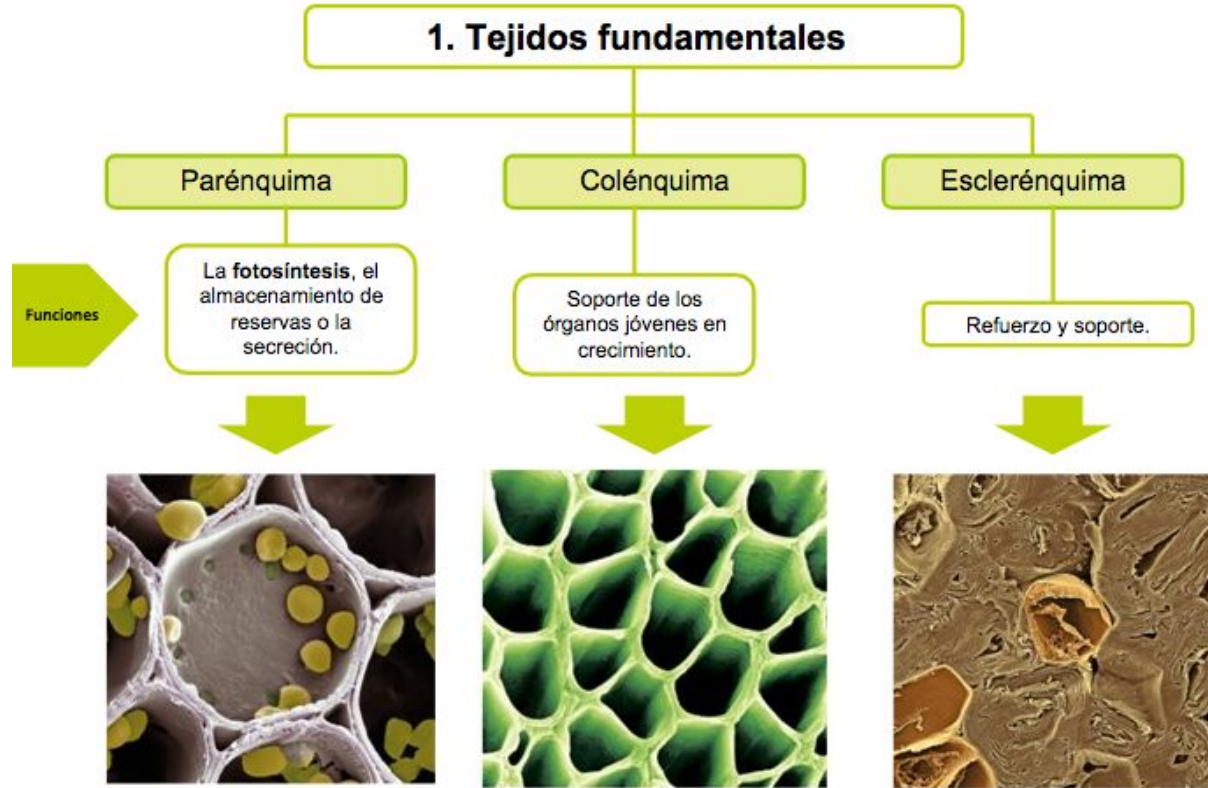 1. Tejidos fundamentales
Parénquima
Colénquima
Esclerénquima
Funciones
La fotosíntesis, el
almacenamiento de
reservas o la
secreción.
Soporte de los
órganos jóvenes en
crecimiento.
Refuerzo y soporte.